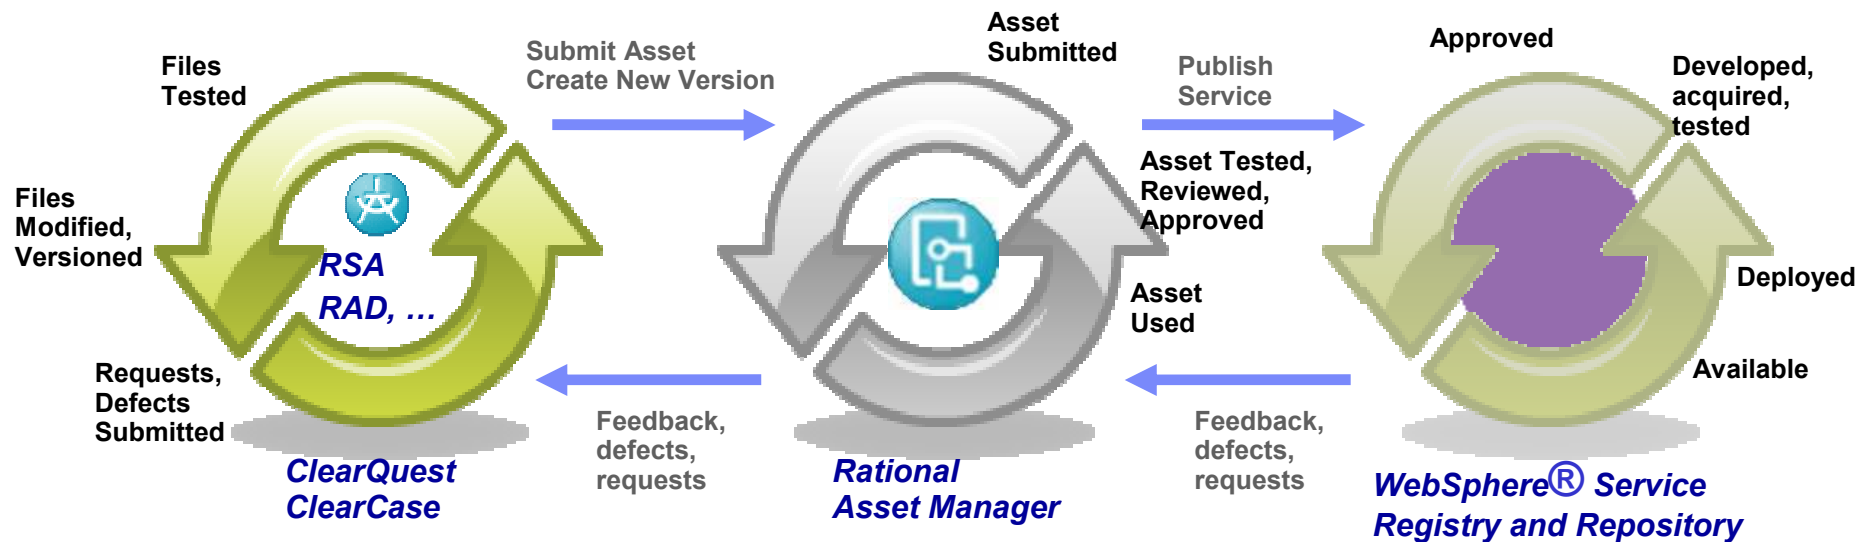 Files
Tested
Submit Asset
Create New Version
Asset
Submitted
Publish
Service
Approved
Developed,
acquired,
tested
Files
Modified,
Versioned
RSA
RAD, …
Asset Tested,
Reviewed,
Approved
Asset
Used
Deployed
Available
Requests,
Defects
Submitted
Feedback,
defects,
requests
Feedback,
defects,
requests
ClearQuest
ClearCase
Rational
Asset Manager
WebSphere® Service
Registry and Repository